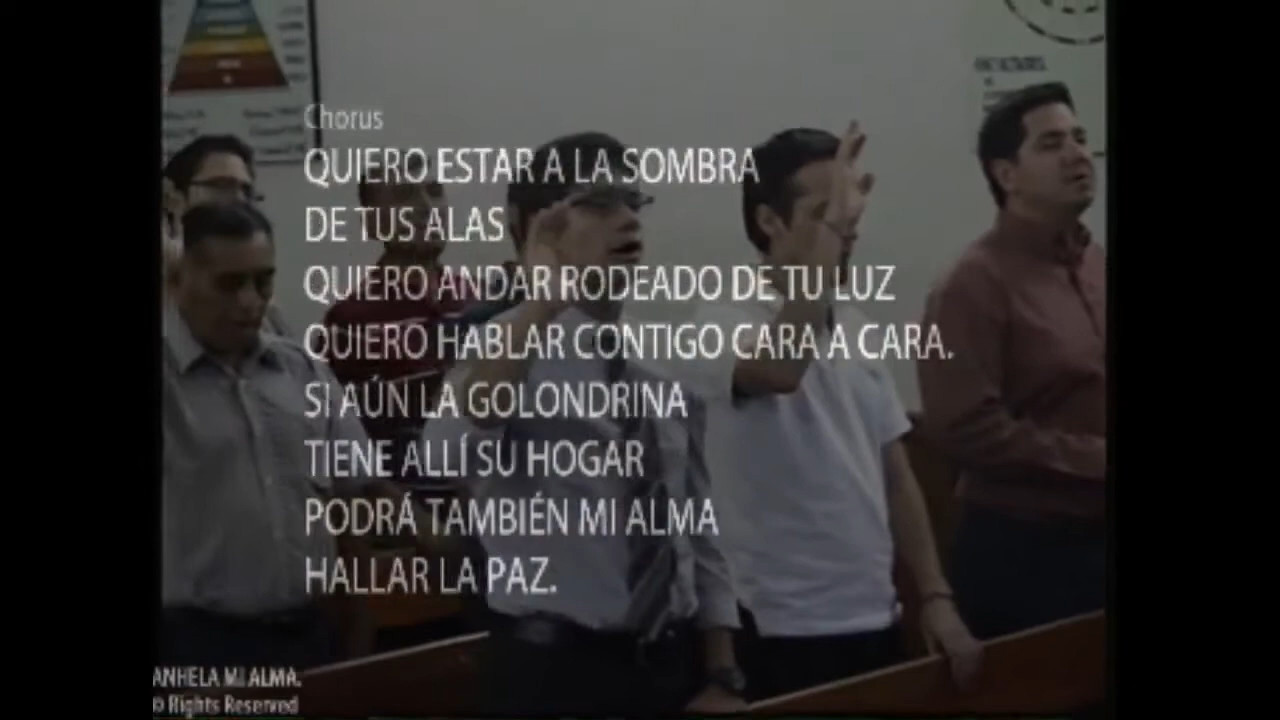 Chorus
QUIERO ESTAR A LA SOMBRA
DE TUS ALAS
QUIERO ANDAR RODEADO DE TU LUZ
QUIERO HABLAR CONTIGO CARA A CARA.
SI AÚN LA GOLONDRINA
TIENE ALLÍ SU HOGAR
PODRÁ TAMBIÉN MI ALMA
HALLAR LA PAZ.
ANHELA MI ALMA.
© Rights Reserved